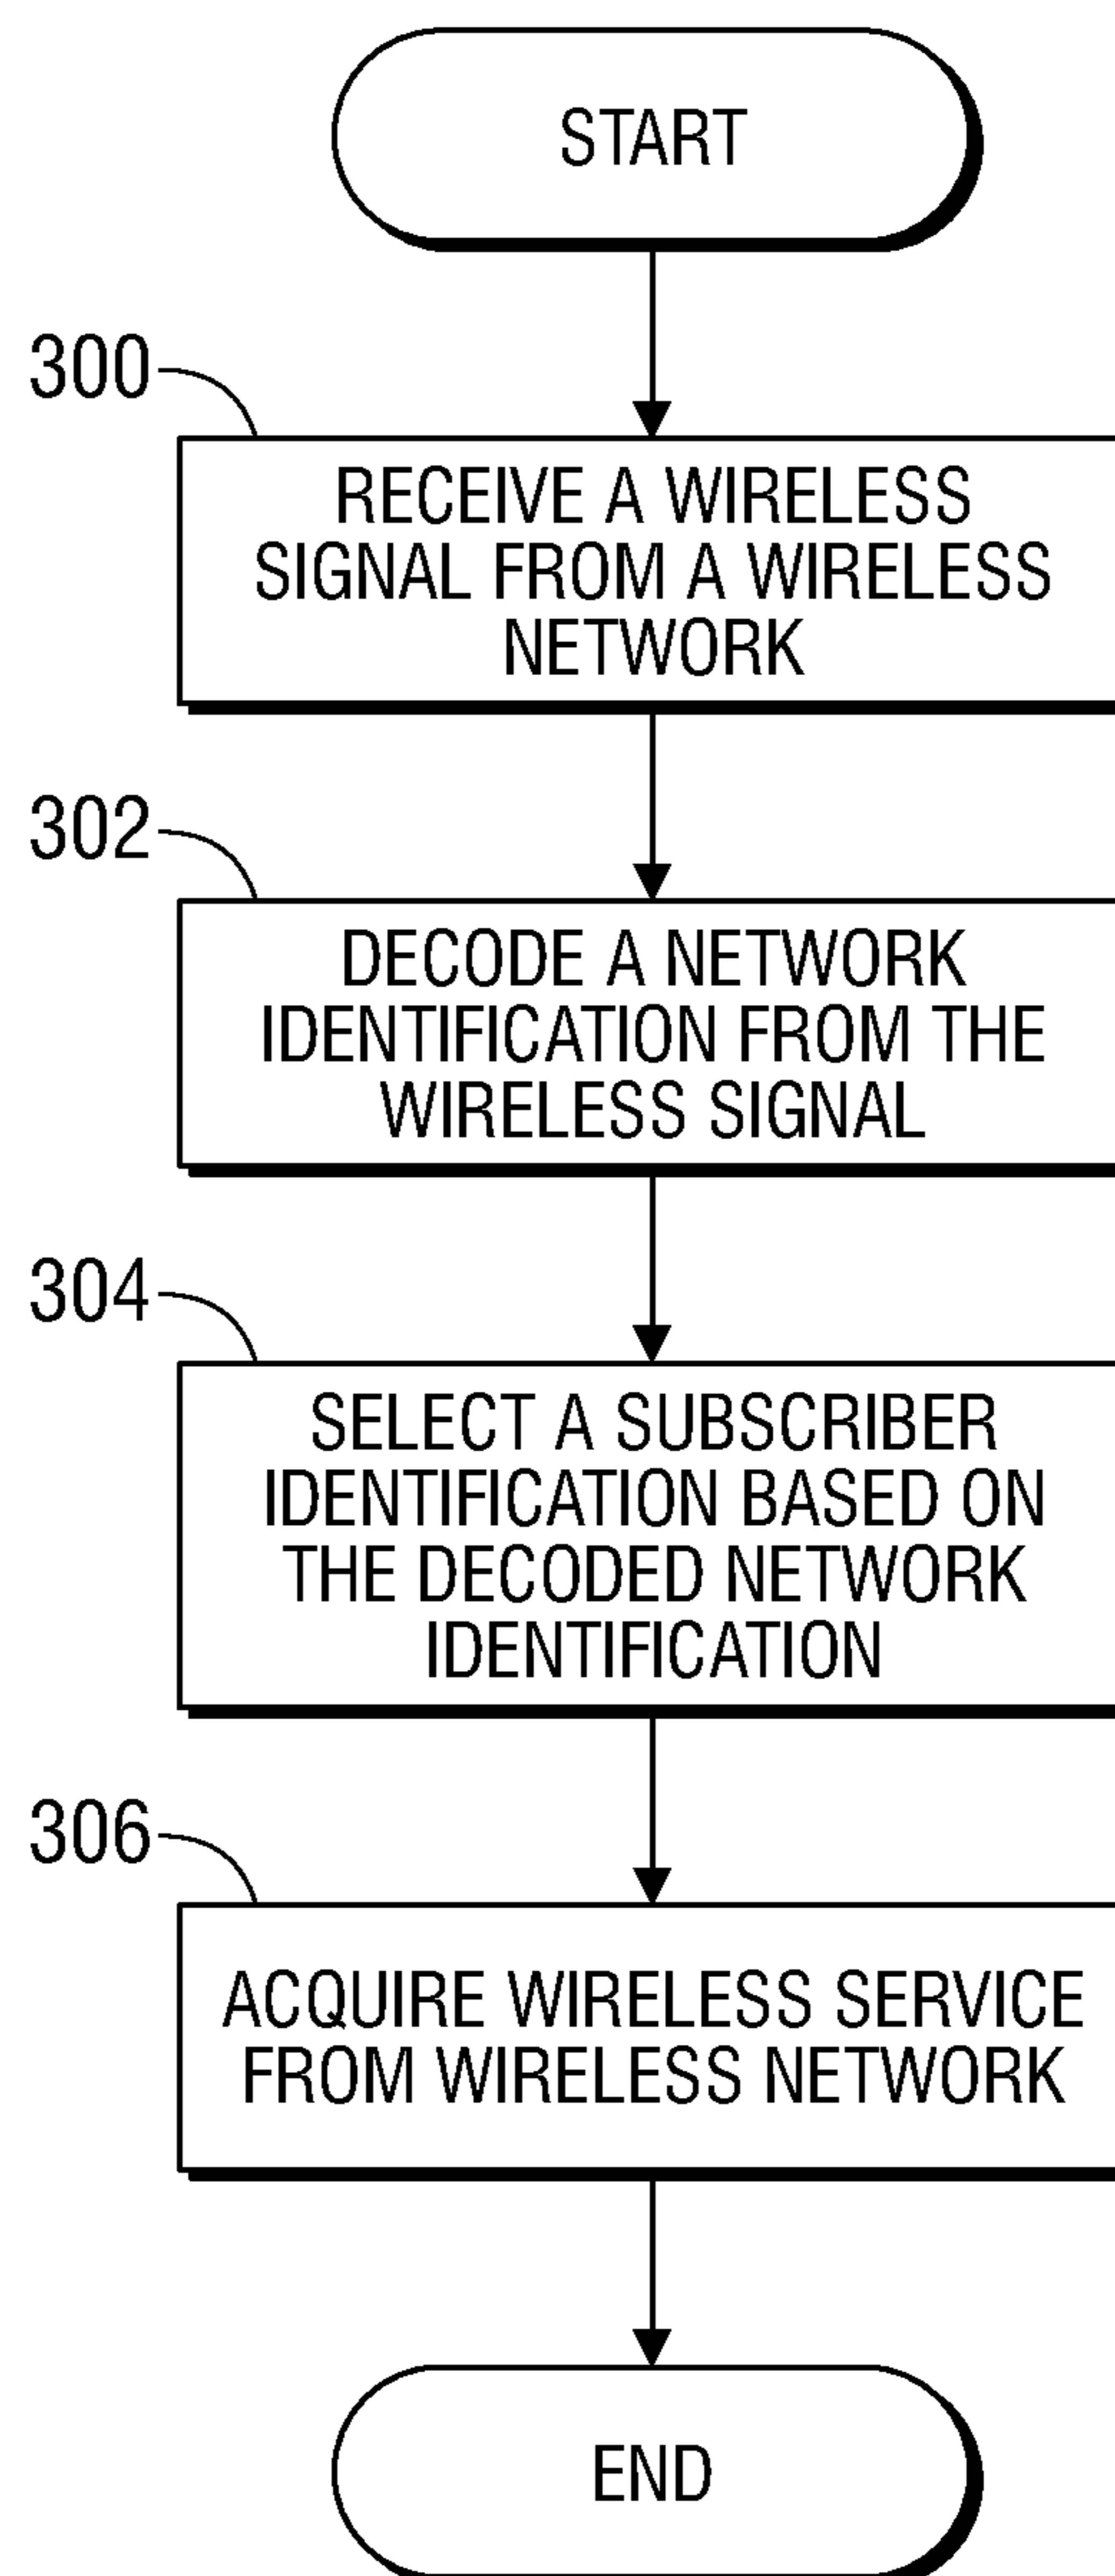 START
300
RECEIVE A WIRELESS
SIGNAL FROM A WIRELESS
NETWORK
302
DECODE A NETWORK
IDENTIFICATION FROM THE
WIRELESS SIGNAL
304
SELECT A SUBSCRIBER
IDENTIFICATION BASED ON
THE DECODED NETWORK
IDENTIFICATION
306
ACQUIRE WIRELESS SERVICE
FROM WIRELESS NETWORK
END